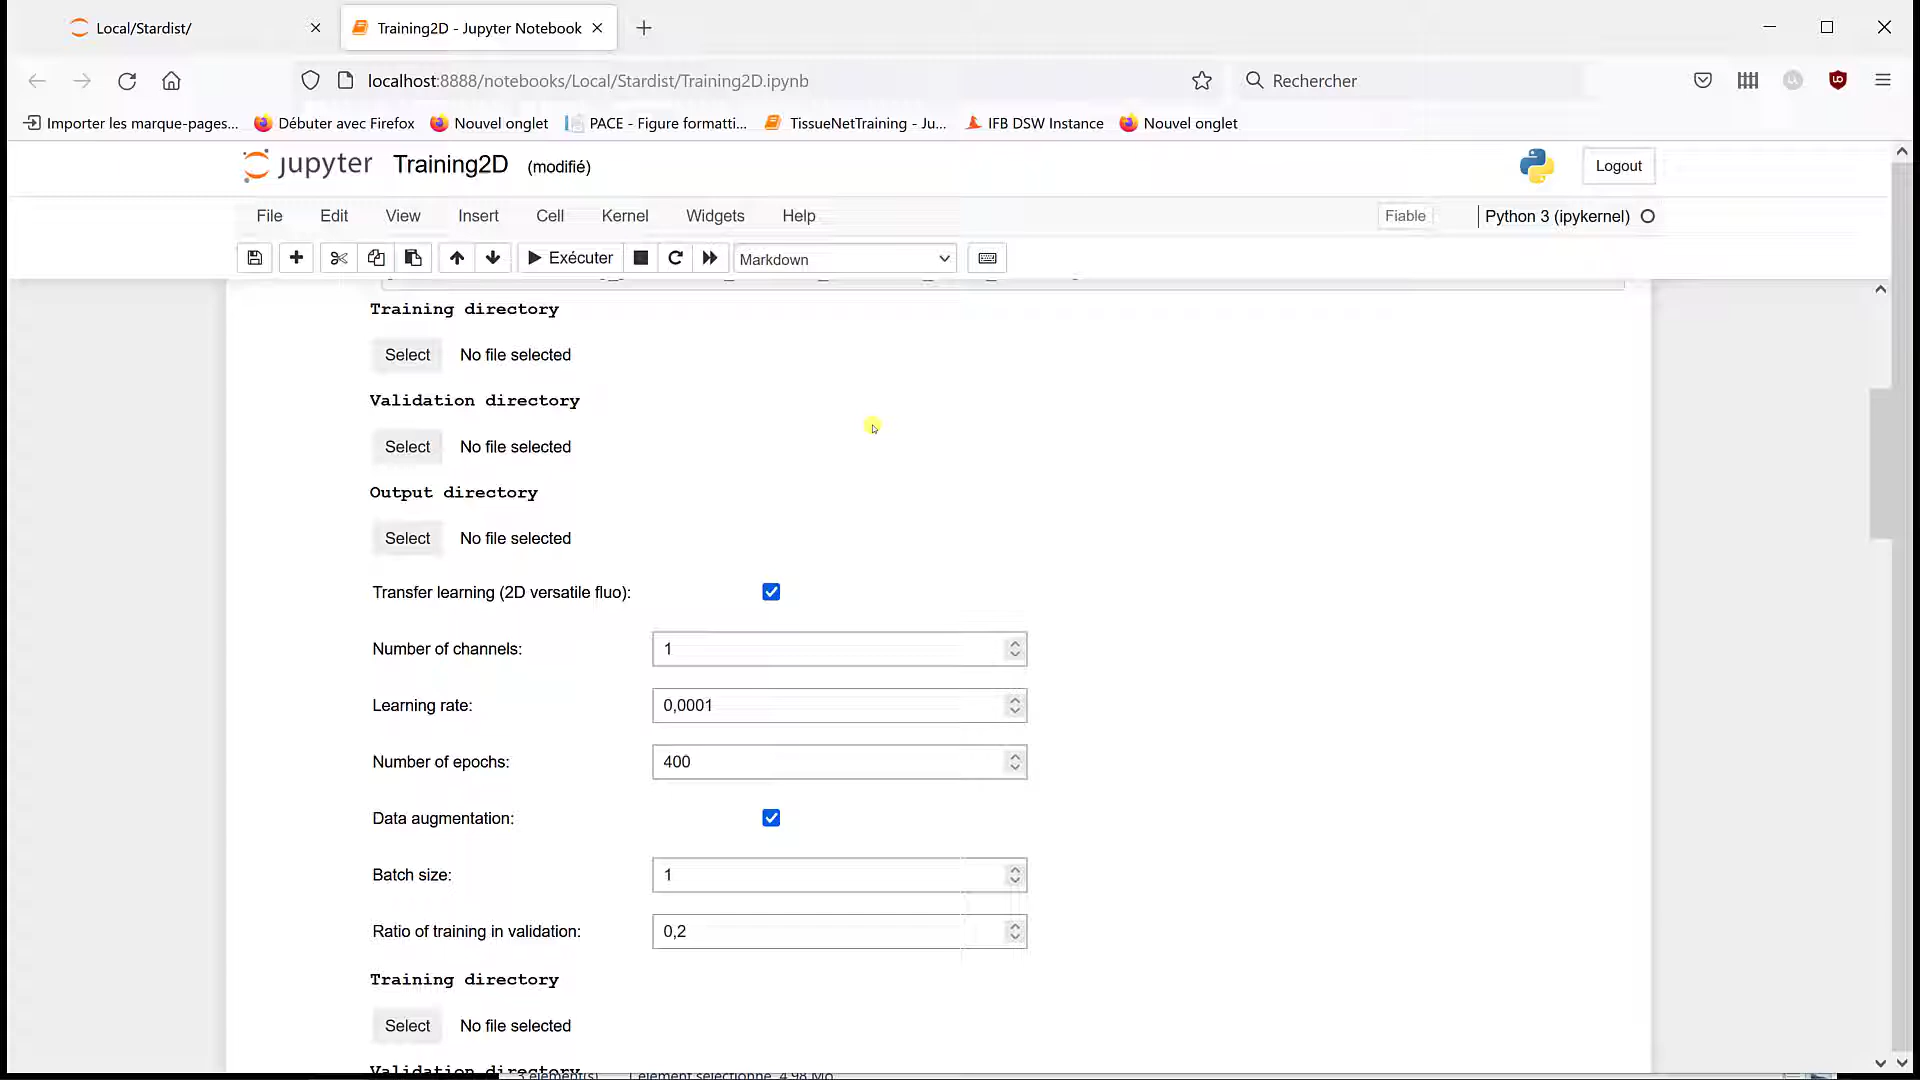 Local/Stardist/
Training2D - Jupyter Notebook
localhost:8888/notebooks/Local/Stardist/Training2D.ipynb
Rechercher
Importer les marque-pages...
Débuter avec Firefox
Nouvel onglet
PACE - Figure formatti...
TissueNetTraining - Ju...
IFB DSW Instance
Nouvel onglet
jupyter
Training2D
(modifié)
Logout
File
Edit
View
Insert
Cell
Kernel
Widgets
Help
Fiable
Python 3 (ipykernel)
Exécuter
Markdown
Training directory
Select No file selected
Validation directory
Select No file selected
Output directory
Select No file selected
Transfer learning (2D versatile fluo):
Number of channels: 1
Learning rate: 0,0001
Number of epochs: 400
Data augmentation:
Batch size: 1
Ratio of training in validation: 0,2
Training directory
Select No file selected
Validation directory